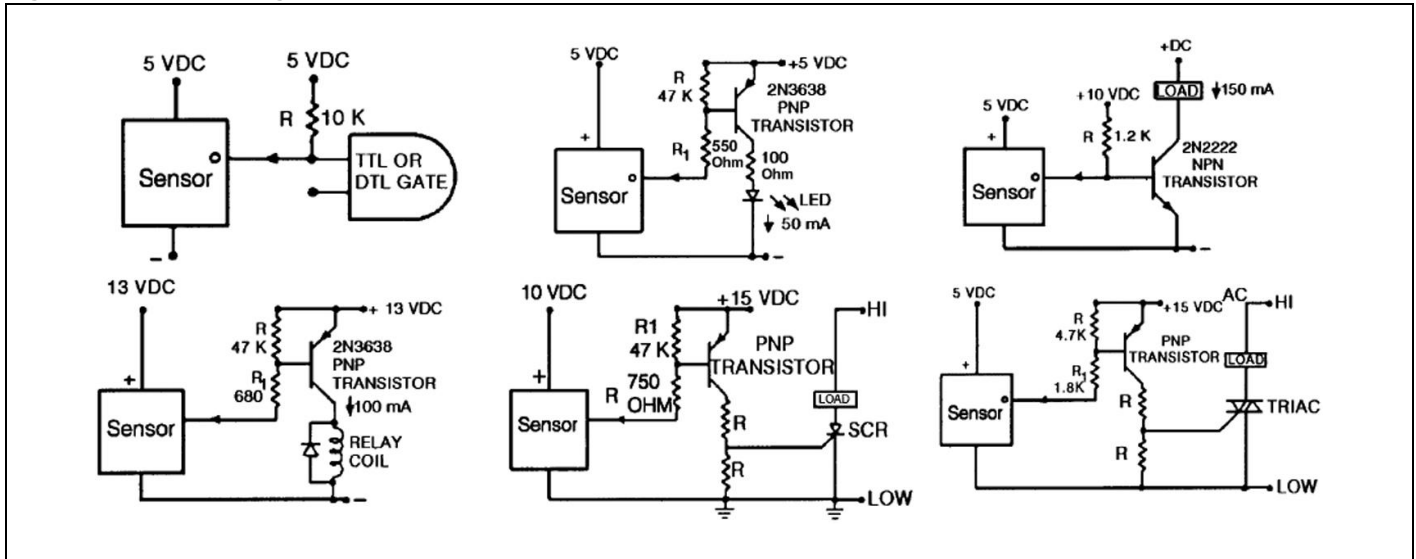 5 VDC
5 VDC
R
10 K
Sensor
TTL OR
DTL GATE
–
5 VDC
+5 VDC
R
47 K
2N3638
PNP
TRANSISTOR
+
R1
550
Ohm
100
Ohm
Sensor
LED
50 mA
–
+DC
LOAD
150 mA
5 VDC
+10 VDC
+
R
1.2 K
2N2222
NPN
TRANSISTOR
Sensor
–
13 VDC
+ 13 VDC
R
47 K
2N3638
PNP
TRANSISTOR
+
R1
680
100 mA
Sensor
RELAY
COIL
–
10 VDC
+15 VDC
HI
R1
47 K
PNP
TRANSISTOR
+
R
750
OHM
LOAD
Sensor
R
SCR
R
LOW
5 VDC
+15 VDC
AC
HI
R
4.7K
PNP
TRANSISTOR
LOAD
+
R1
1.8K
Sensor
R
TRIAC
R
LOW